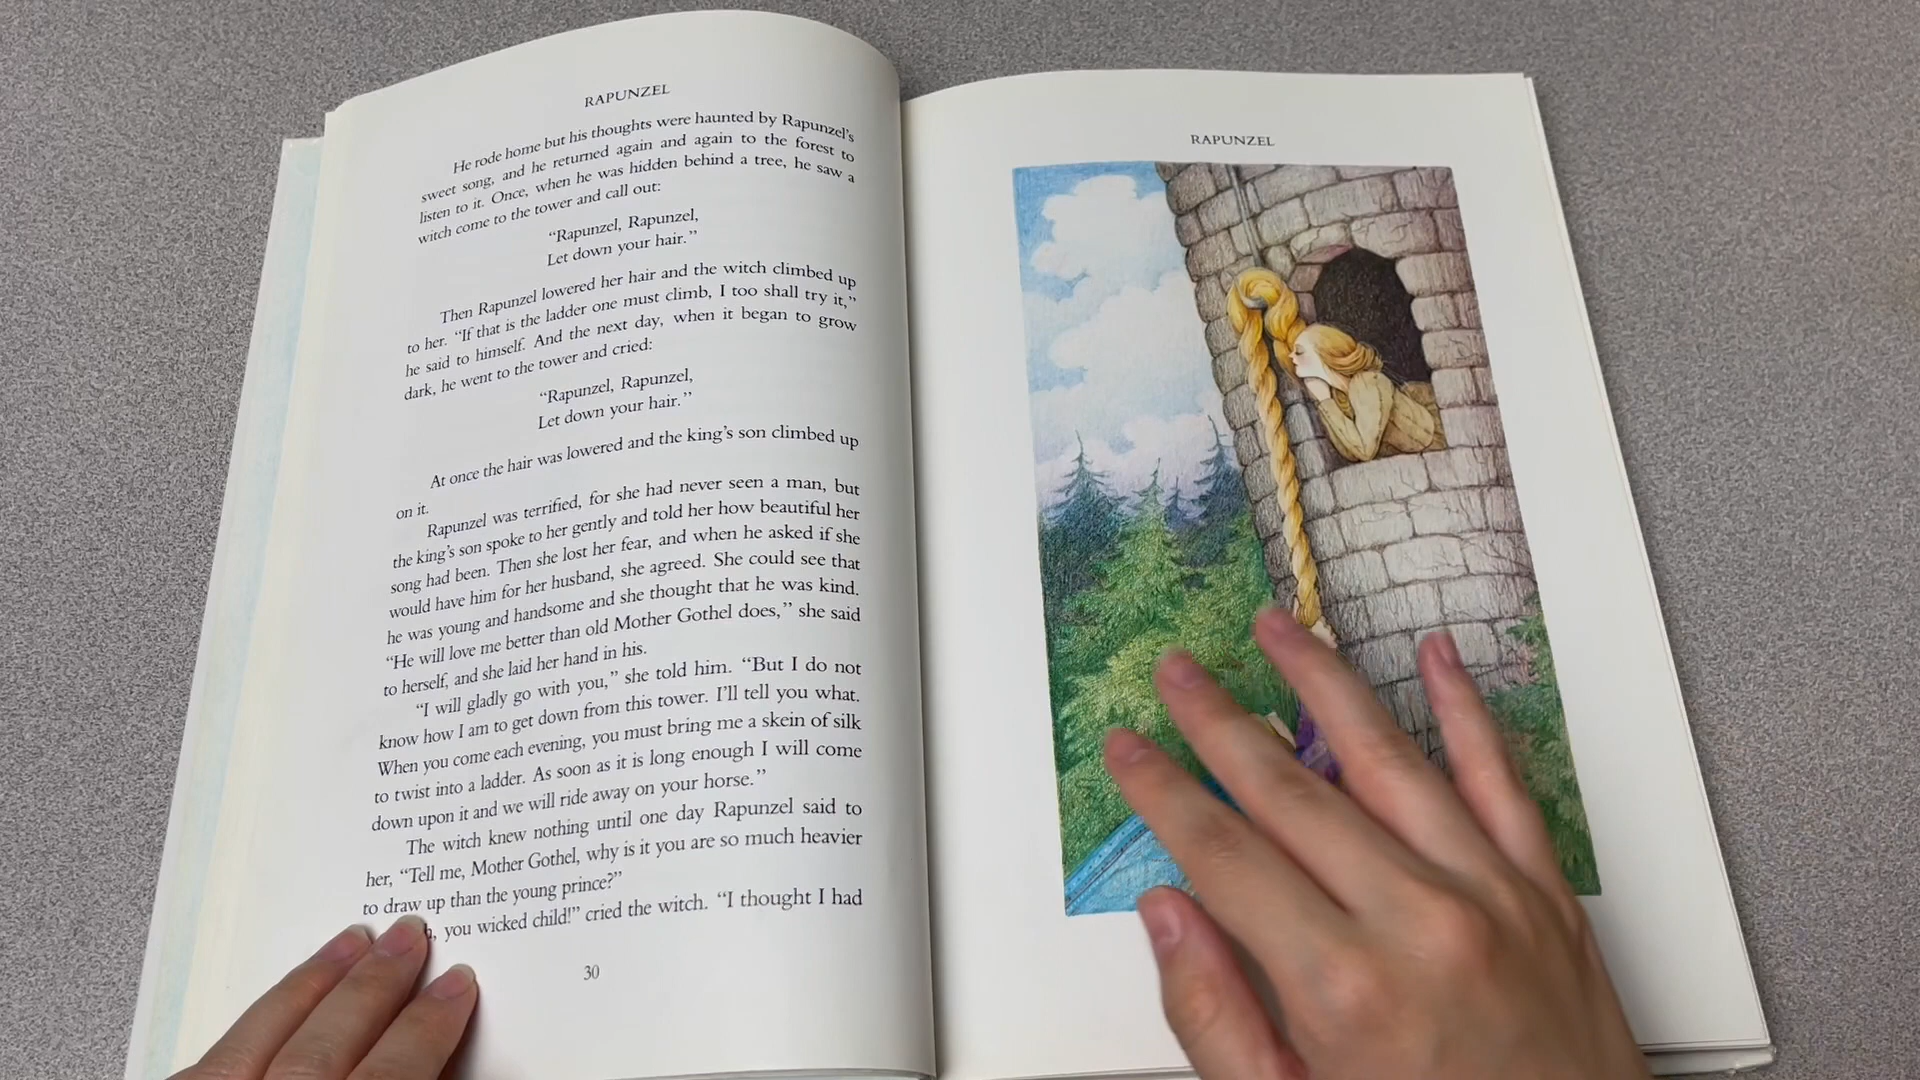 RAPUNZEL
He rode home but his thoughts were haunted by Rapunzel's
sweet song, and he returned again and again to the forest to
listen to it. Once, when he was hidden behind a tree, he saw a
witch come to the tower and call out:
“Rapunzel, Rapunzel,
Let down your hair.”
Then Rapunzel lowered her hair and the witch climbed up
to her. “If that is the ladder one must climb, I too shall try it,”
he said to himself. And the next day, when it began to grow
dark, he went to the tower and cried:
“Rapunzel, Rapunzel,
Let down your hair.”
At once the hair was lowered and the king's son climbed up
on it.
Rapunzel was terrified, for she had never seen a man, but
the king's son spoke to her gently and told her how beautiful her
song had been. Then she lost her fear, and when he asked if she
would have him for her husband, she agreed. She could see that
he was young and handsome and she thought that he was kind.
“He will love me better than old Mother Gothel does,” she said
to herself, and she laid her hand in his.
“I will gladly go with you,” she told him. “But I do not
know how I am to get down from this tower. I'll tell you what.
When you come each evening, you must bring me a skein of silk
to twist into a ladder. As soon as it is long enough I will come
down upon it and we will ride away on your horse.”
The witch knew nothing until one day Rapunzel said to
her, “Tell me, Mother Gothel, why is it you are so much heavier
to draw up than the young prince?”
you wicked child!” cried the witch. “I thought I had
30
RAPUNZEL